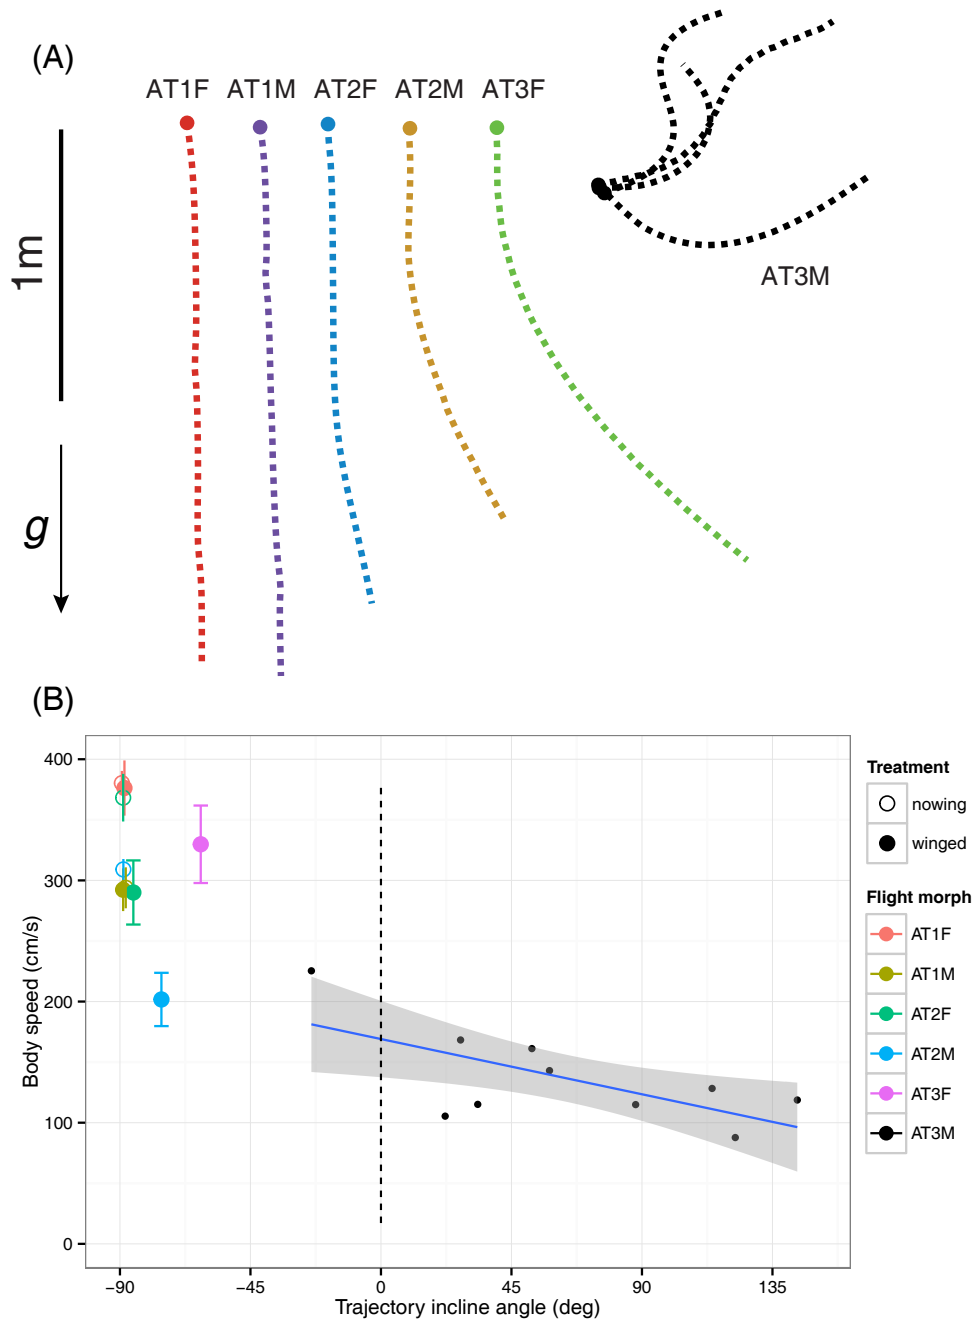 (A)
AT1F AT1M AT2F AT2M AT3F
1m
AT3M
g
(B)
400
300
200
100
0
Body speed (cm/s)
−90 −45 0 45 90 135
Trajectory incline angle (deg)
Treatment
nowing
winged
Flight morph
AT1F
AT1M
AT2F
AT2M
AT3F
AT3M